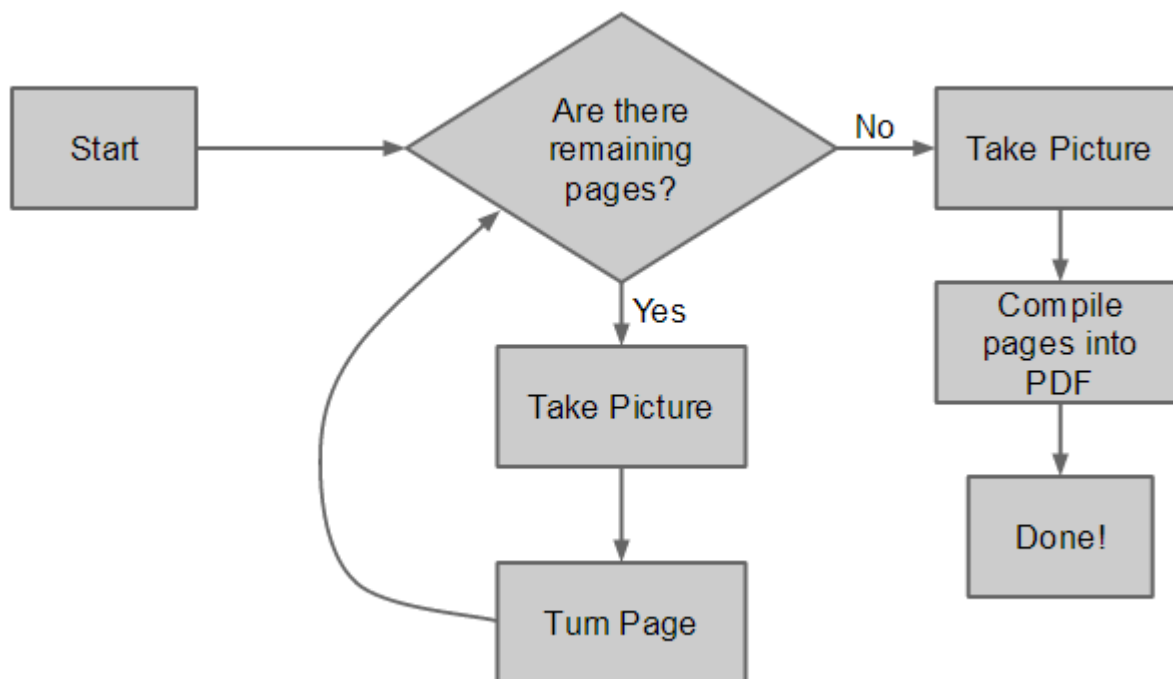 Start
Are there
remaining
pages?
No
Take Picture
Yes
Compile
pages into
PDF
Take Picture
Done!
Turn Page